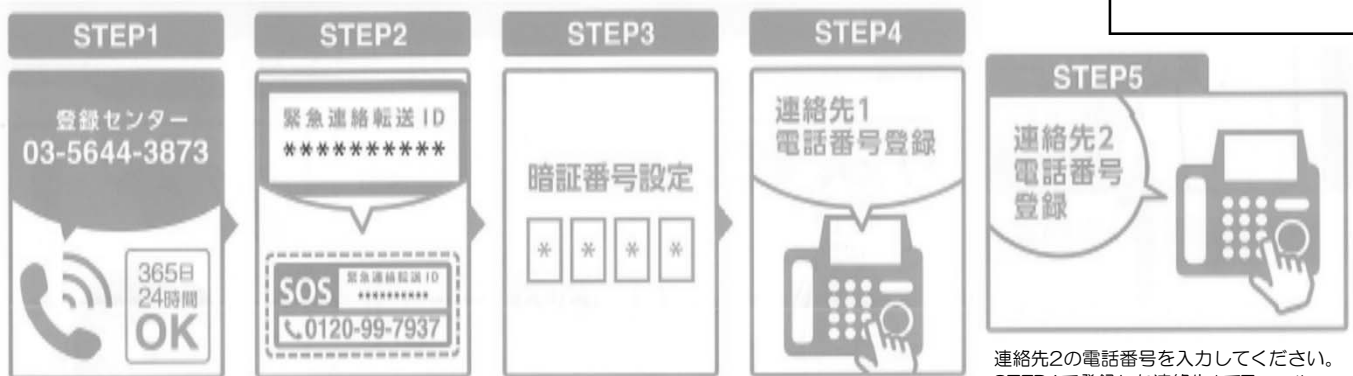 STEP1
登録センター
03-5644-3873
365日
24時間
OK
STEP2
緊急連絡転送 ID
**********
SOS
緊急連絡転送 ID
**********
0120-99-7937
STEP3
暗証番号設定
* * * *
STEP4
連絡先1
電話番号登録
STEP5
連絡先2
電話番号
登録
連絡先2の電話番号を入力してください。